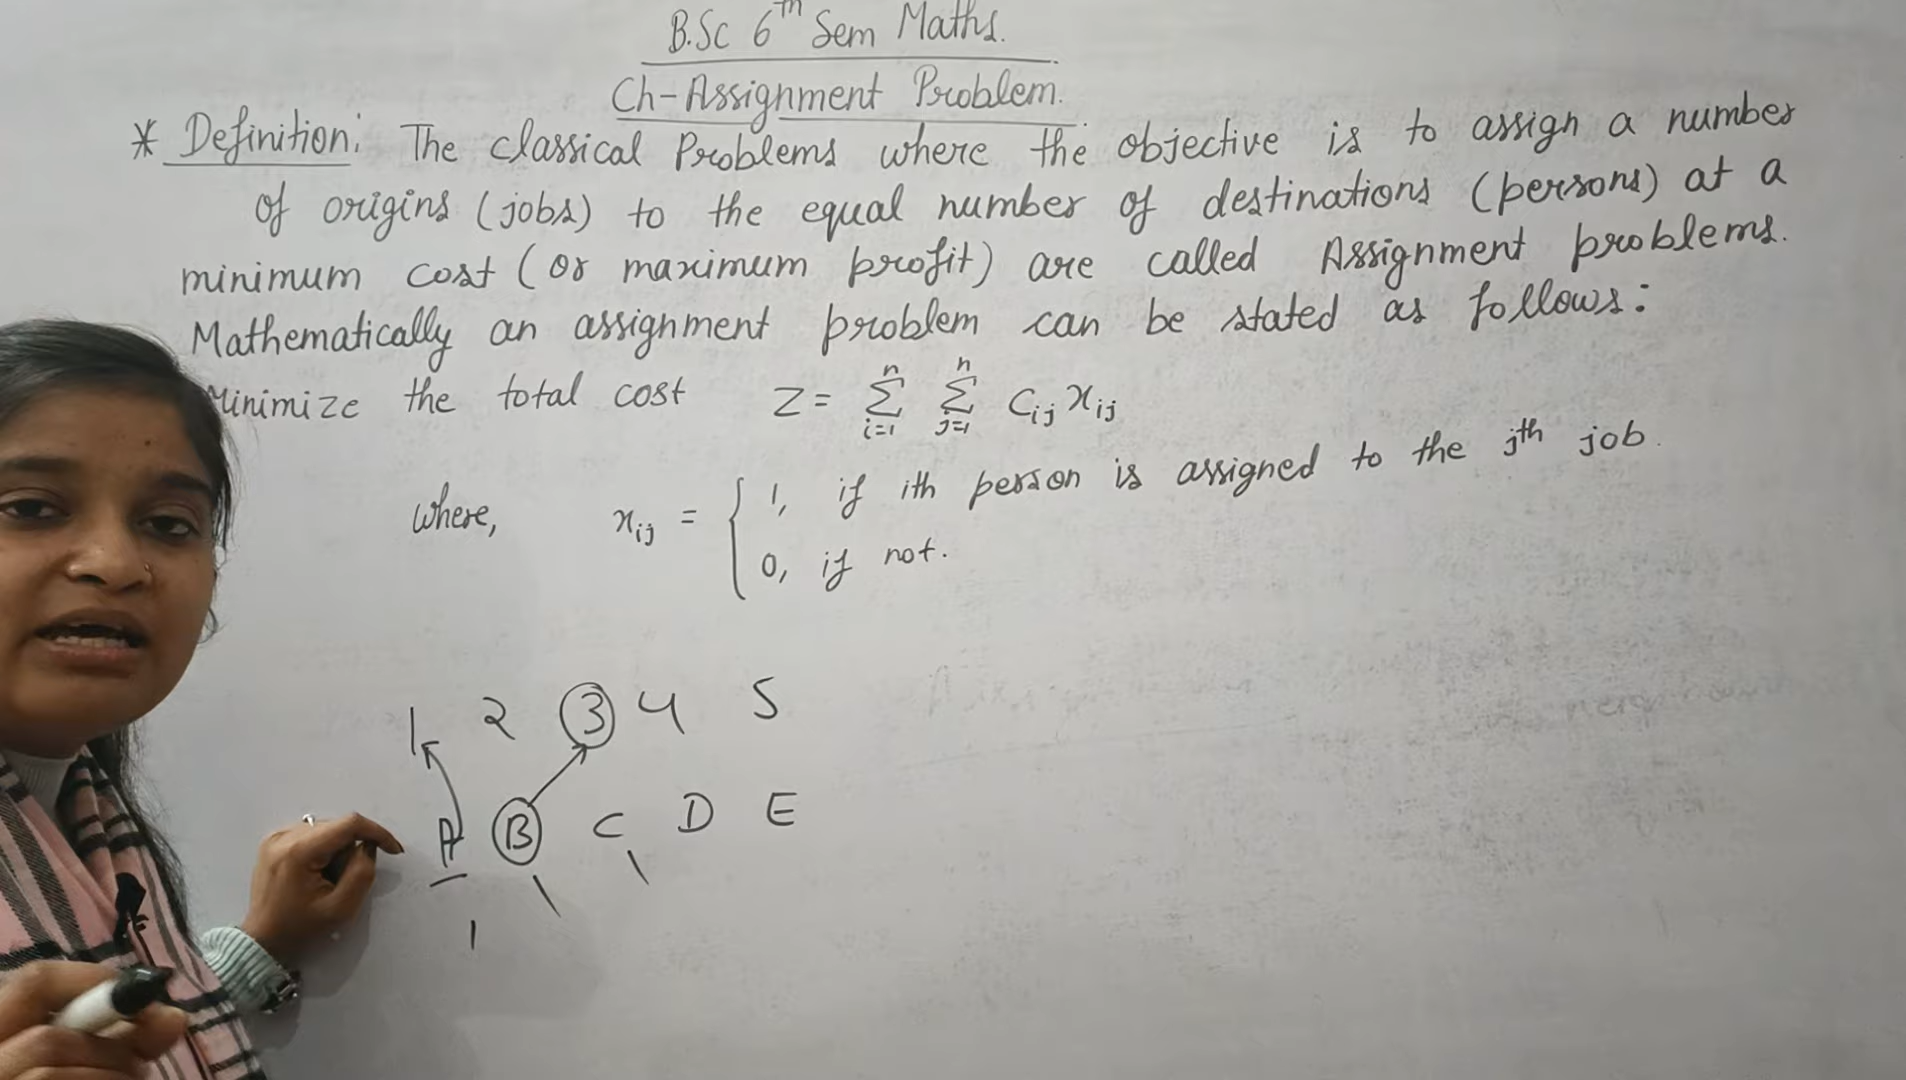 B.Sc 6th Sem Maths.
Ch-Assignment Problem.
* Definition: The classical Problems where the objective is to assign a number
of origins (jobs) to the equal number of destinations (persons) at a
minimum cost (or maximum profit) are called Assignment problems.
Mathematically an assignment problem can be stated as follows:
Minimize the total cost Z = n∑i=1 n∑j=1 Cij xij
where, xij = { 1, if ith person is assigned to the jth job.
0, if not.
1 2 3 4 5
A B C D E